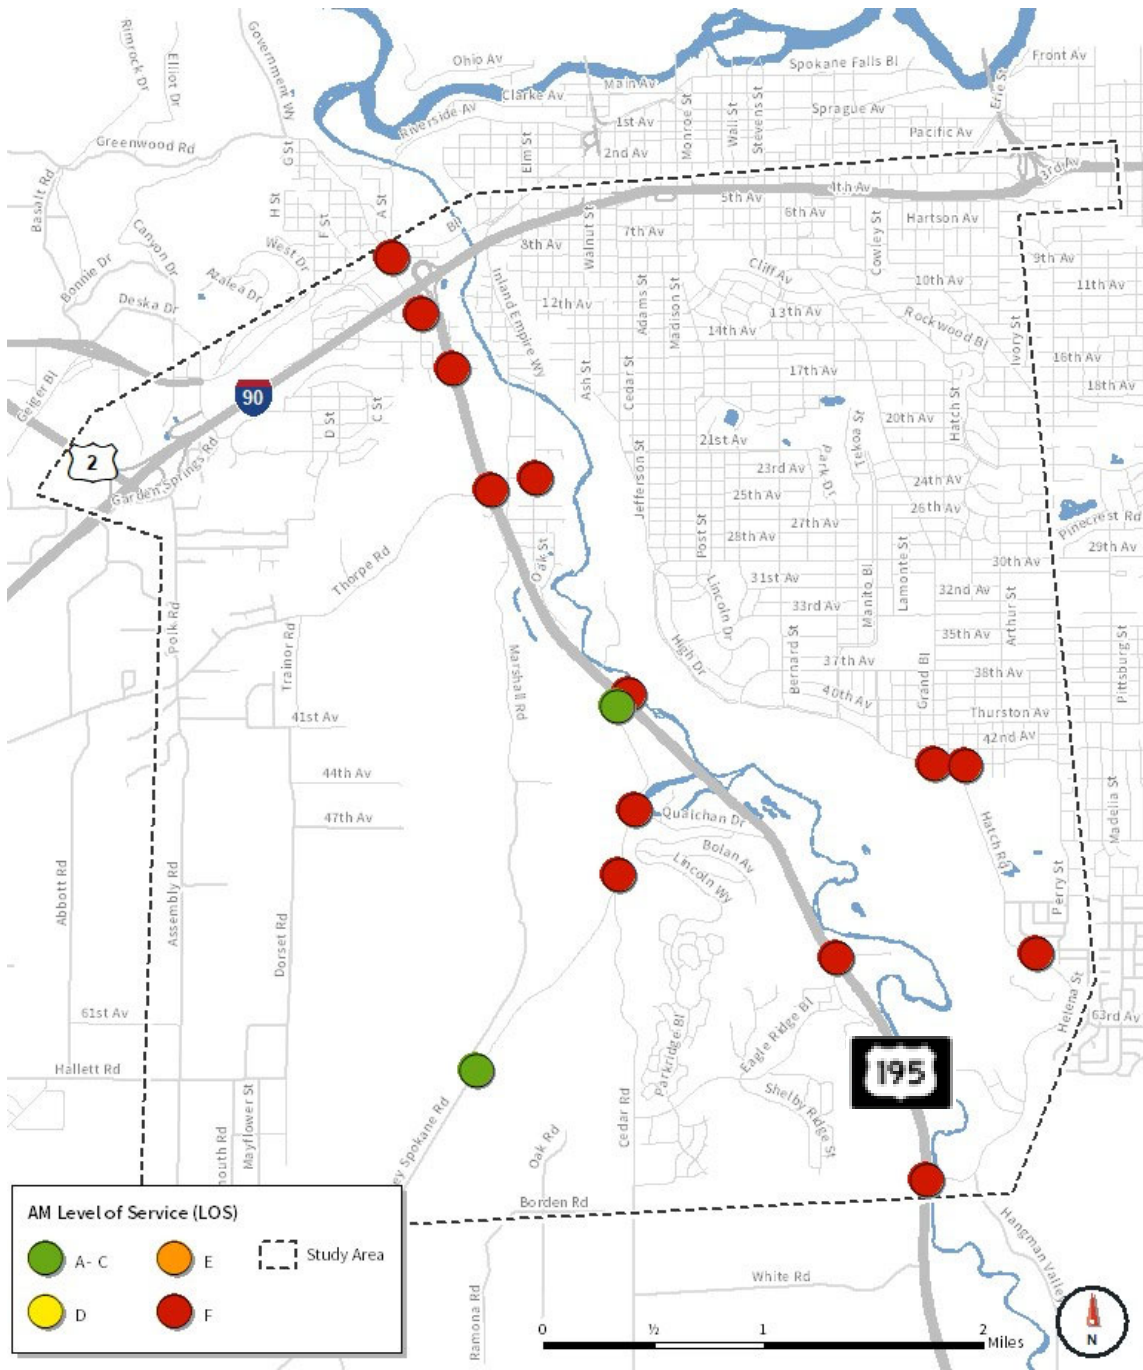 Rimrock Dr
Elliot Dr
Government Wy
Ohio Av
Main Av
Clarke Av
Riverside Av
Spokane Falls Bl
Front Av
Erie St
Sprague Av
Pacific Av
1st Av
2nd Av
3rd Av
Monroe St
Wall St
Stevens St
Elm St
Greenwood Rd
G St
Basalt Rd
H St
F St
A St
Canyon Dr
West Dr
Azalea Dr
Bonnie Dr
Deska Dr
4th Av
5th Av
6th Av
7th Av
8th Av
Hartson Av
Walnut St
Cowley St
9th Av
Cliff Av
10th Av
11th Av
Inland Empire Wy
12th Av
13th Av
14th Av
Adams St
Madison St
Rockwood Bl
Ivory St
16th Av
17th Av
18th Av
Geiger Bl
90
D St
C St
Ash St
Cedar St
20th Av
Hatch St
21st Av
Tekoa St
Park Dr
2
Garden Springs Rd
23rd Av
24th Av
25th Av
26th Av
27th Av
28th Av
Jefferson St
Post St
Pinecrest Rd
29th Av
30th Av
Oak St
Thorpe Rd
31st Av
32nd Av
33rd Av
Lincoln Dr
Manito Bl
Lamonte St
Arthur St
Polk Rd
Trainor Rd
35th Av
37th Av
38th Av
High Dr
Bernard St
40th Av
Grand Bl
Pittsburg St
Marshall Rd
41st Av
Thurston Av
42nd Av
44th Av
47th Av
Qualchan Dr
Bolan Av
Lincoln Wy
Hatch Rd
Madelia St
Perry St
Abbott Rd
Assembly Rd
Dorset Rd
61st Av
Hallett Rd
Helena St
63rd Av
Eagle Ridge Bl
Parkridge Bl
195
Shelby Ridge St
Cedar Rd
Mayflower St
outh Rd
ey Spokane Rd
Oak Rd
Borden Rd
Hangman Valley
White Rd
Ramona Rd
AM Level of Service (LOS)
A- C
E
Study Area
D
F
0 ½ 1 2
Miles
N